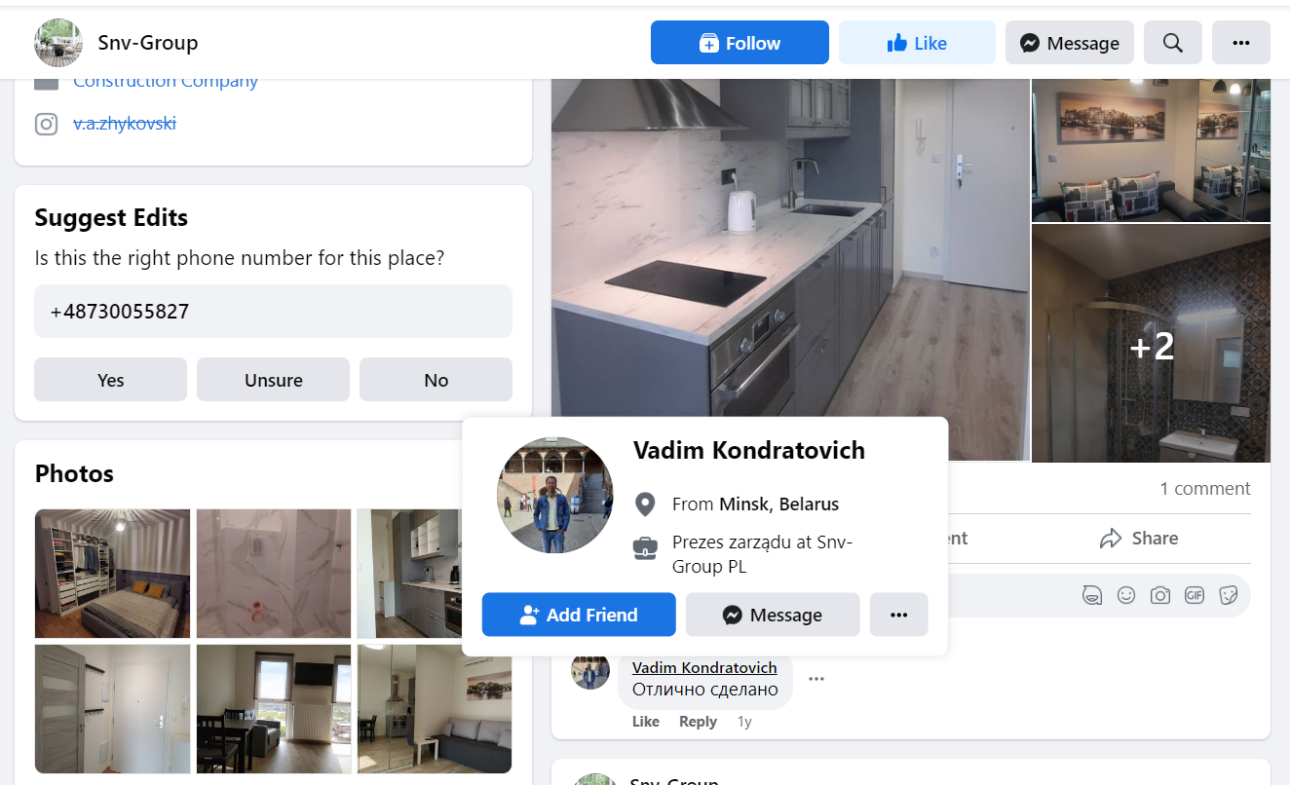 Snv-Group
Follow
Like
Message
Construction Company
v.a.zhykovski
Suggest Edits
Is this the right phone number for this place?
+48730055827
Yes
Unsure
No
Photos
+2
Vadim Kondratovich
From Minsk, Belarus
Prezes zarządu at Snv-
Group PL
Add Friend
Message
1 comment
nt
Share
GIF
Vadim Kondratovich
Отлично сделано
Like Reply 1y
Snv-Group